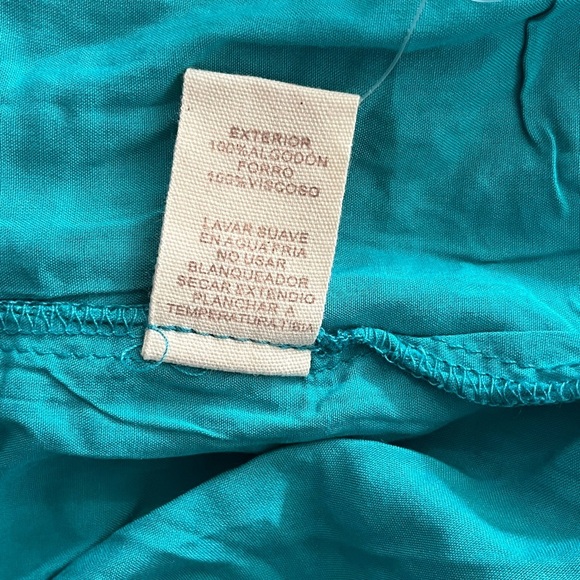 EXTERIOR
100%ALGODÓN
FORRO
100%VISCOSO
LAVAR SUAVE
EN AGUA FRIA
NO USAR
BLANQUEADOR
SECAR EXTENDIO
PLANCHAR A
TEMPERATURA TIBIA